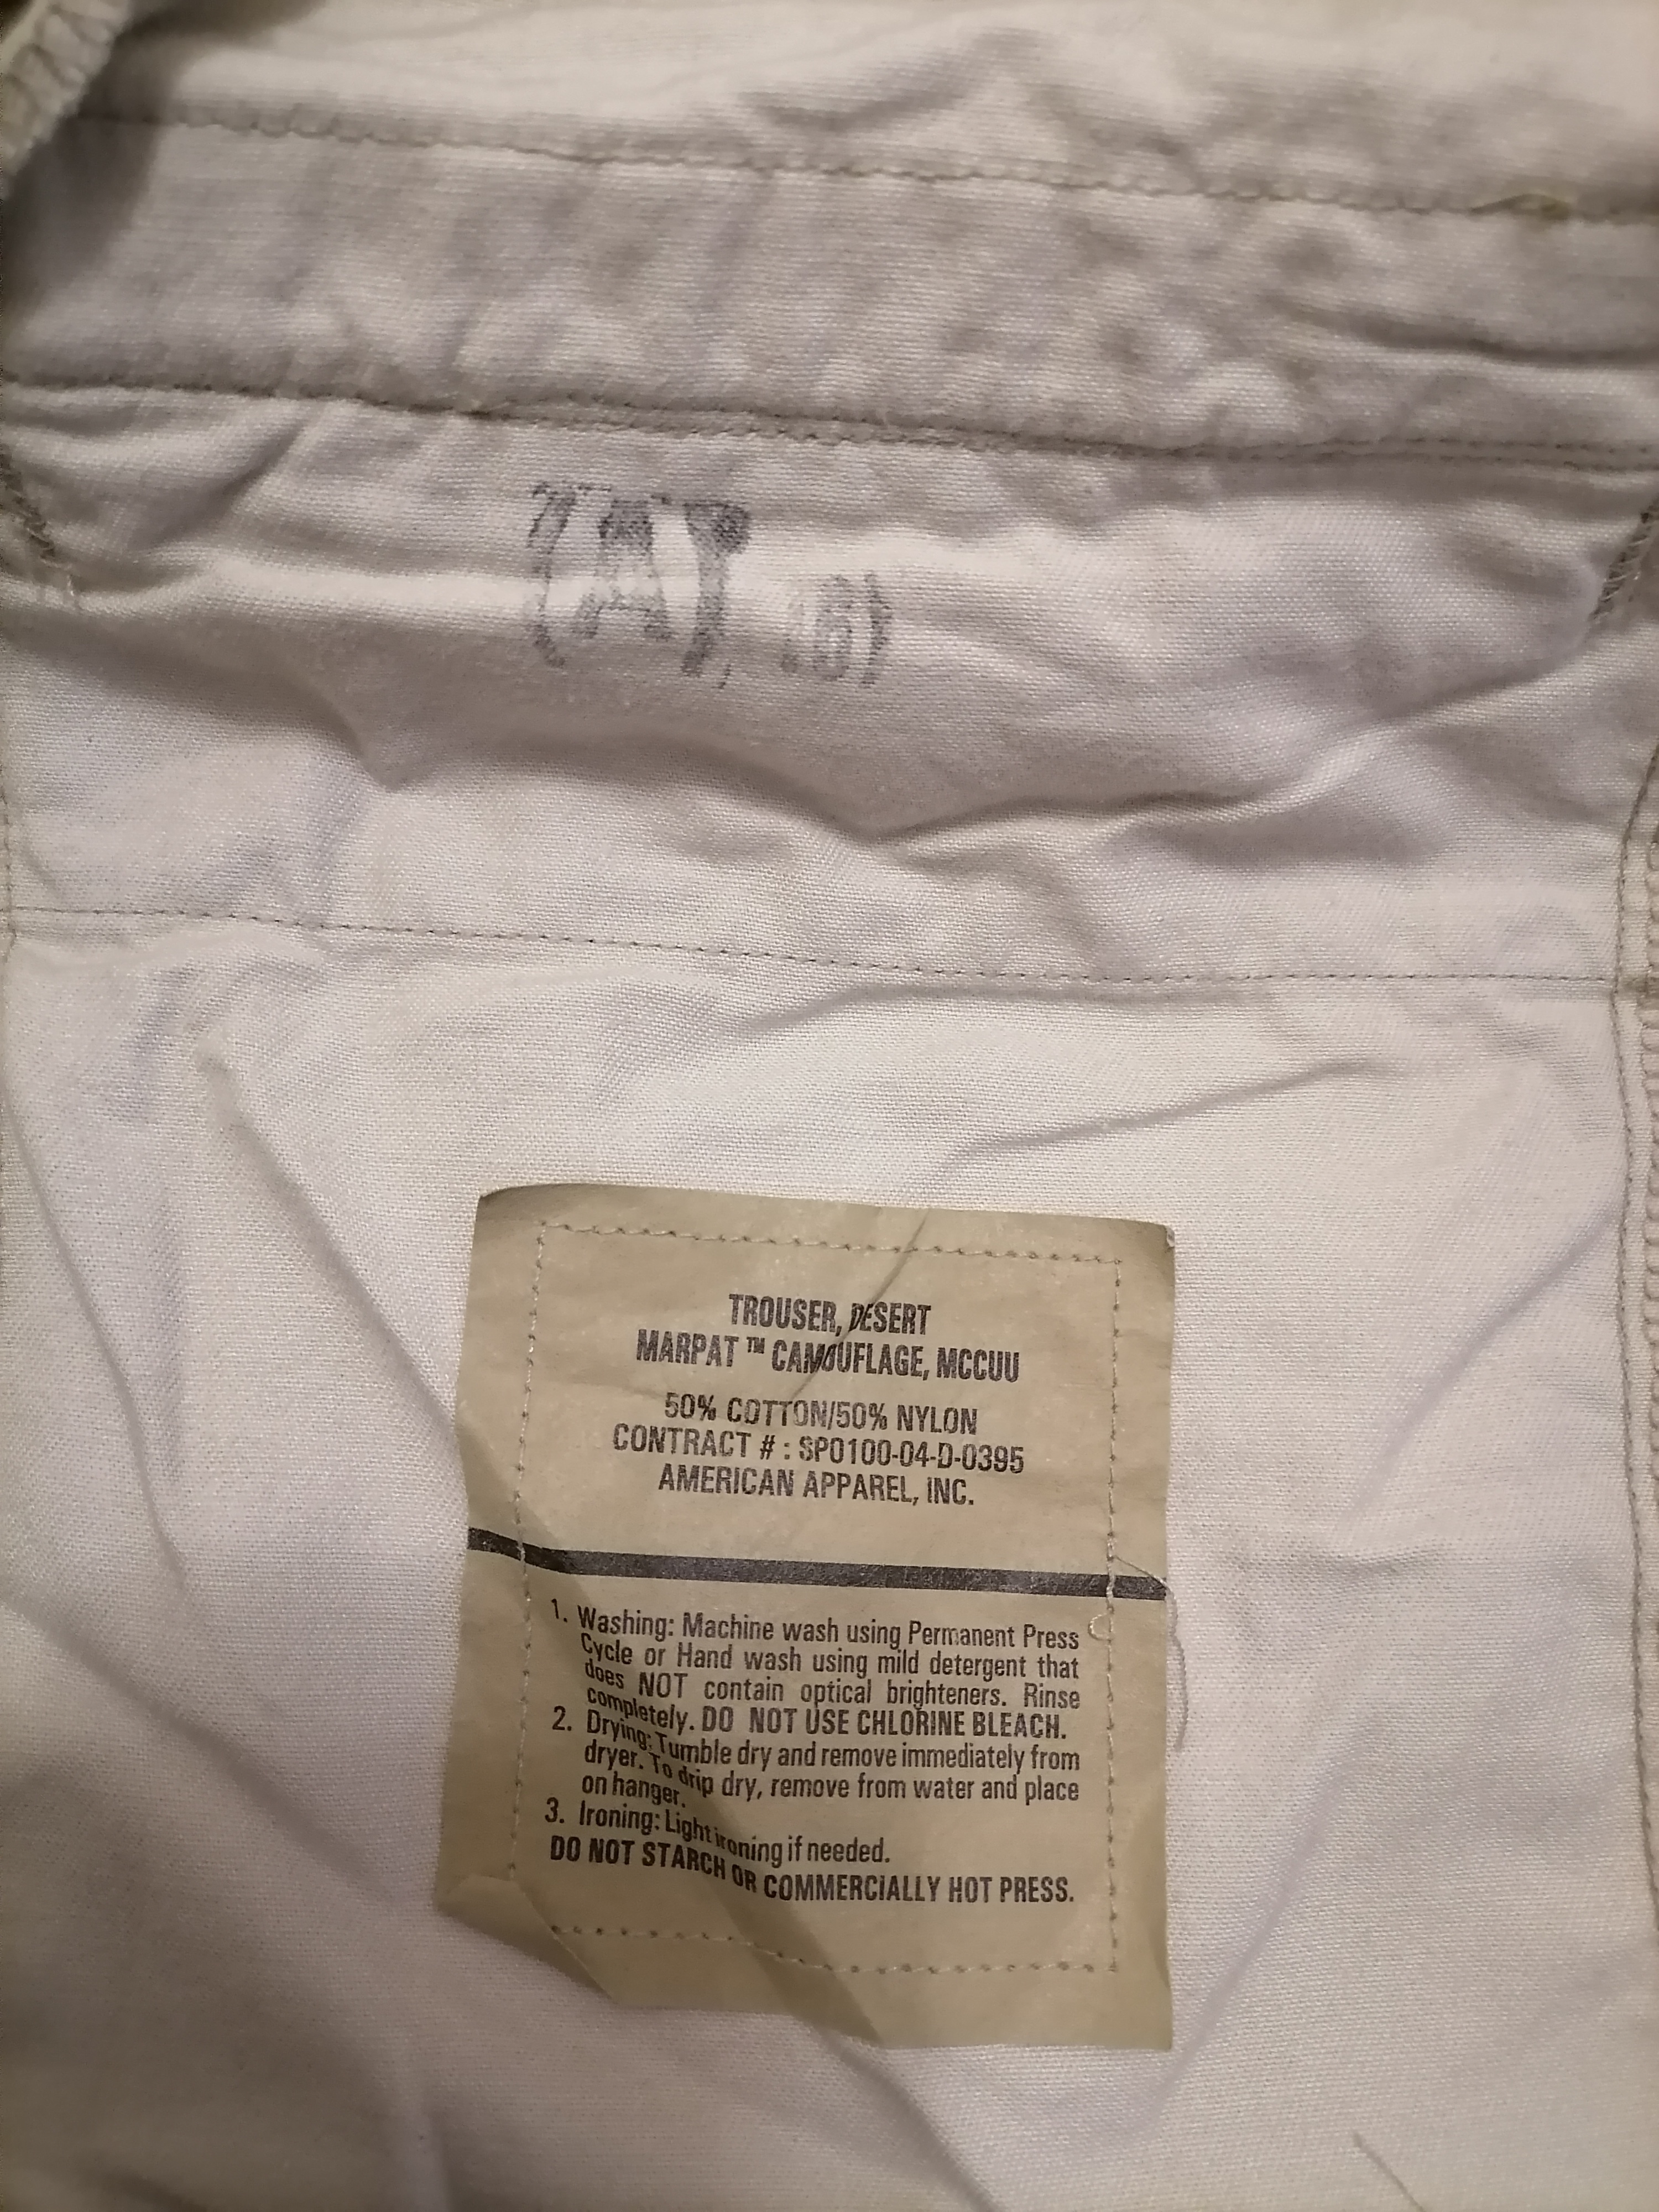 TROUSER, DESERT
MARPAT ™ CAMOUFLAGE, MCCUU
50% COTTON/50% NYLON
CONTRACT # : SP0100-04-D-0395
AMERICAN APPAREL, INC.
1. Washing: Machine wash using Permanent Press
Cycle or Hand wash using mild detergent that
does NOT contain optical brighteners. Rinse
completely. DO NOT USE CHLORINE BLEACH.
2. Drying: Tumble dry and remove immediately from
dryer. To drip dry, remove from water and place
on hanger.
3. Ironing: Light ironing if needed.
DO NOT STARCH OR COMMERCIALLY HOT PRESS.